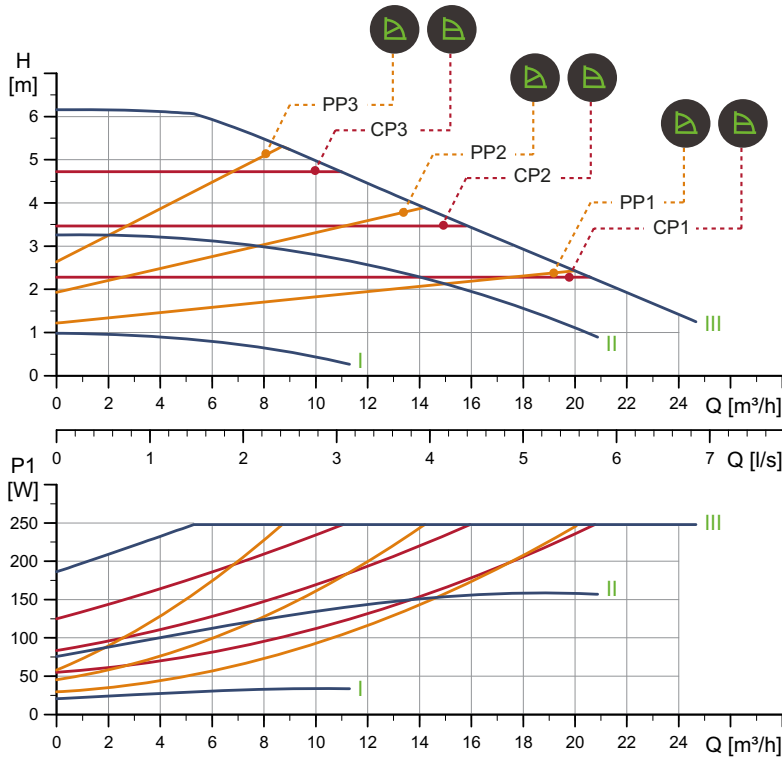 H
[m]
6
5
4
3
2
1
0
PP3
CP3
PP2
CP2
PP1
CP1
III
II
I
0 2 4 6 8 10 12 14 16 18 20 22 24 Q [m³/h]
0 1 2 3 4 5 6 7 Q [l/s]
P1
[W]
250
200
150
100
50
0
III
II
I
0 2 4 6 8 10 12 14 16 18 20 22 24 Q [m³/h]